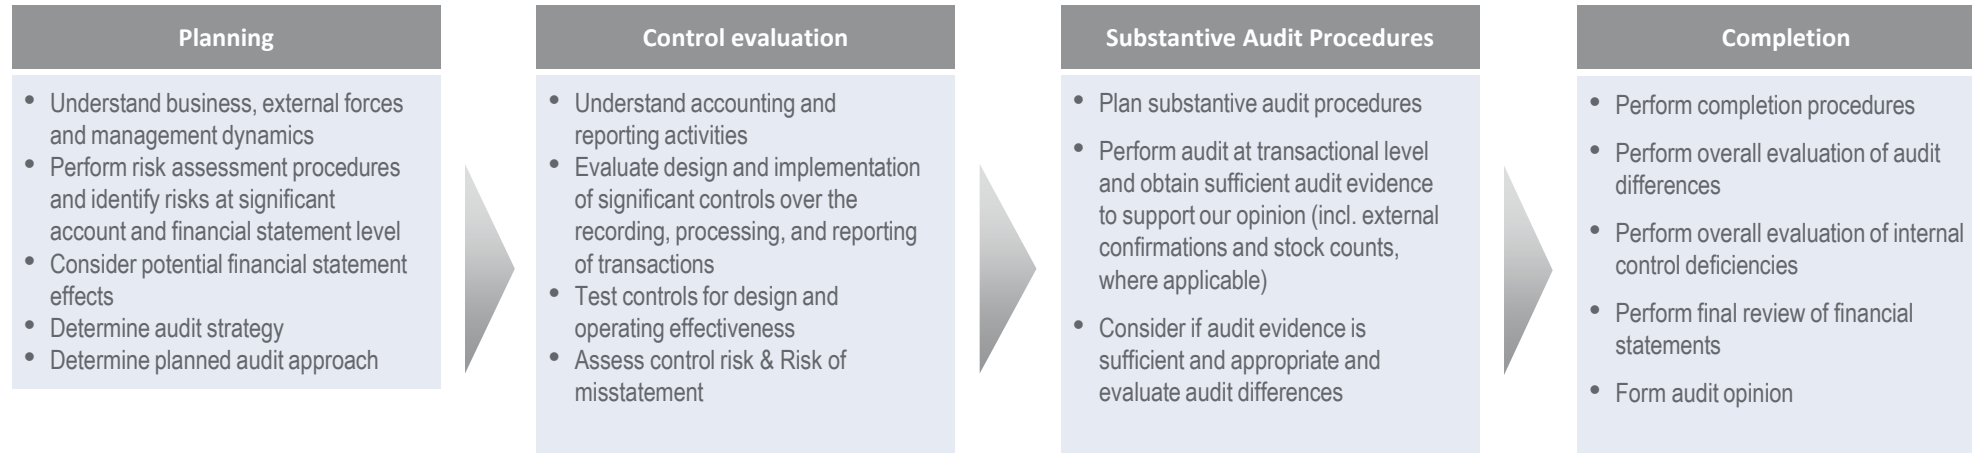 Planning
• Understand business, external forces
and management dynamics
• Perform risk assessment procedures
and identify risks at significant
account and financial statement level
• Consider potential financial statement
effects
• Determine audit strategy
• Determine planned audit approach
Control evaluation
• Understand accounting and
reporting activities
• Evaluate design and implementation
of significant controls over the
recording, processing, and reporting
of transactions
• Test controls for design and
operating effectiveness
• Assess control risk & Risk of
misstatement
Substantive Audit Procedures
• Plan substantive audit procedures
• Perform audit at transactional level
and obtain sufficient audit evidence
to support our opinion (incl. external
confirmations and stock counts,
where applicable)
• Consider if audit evidence is
sufficient and appropriate and
evaluate audit differences
Completion
• Perform completion procedures
• Perform overall evaluation of audit
differences
• Perform overall evaluation of internal
control deficiencies
• Perform final review of financial
statements
• Form audit opinion